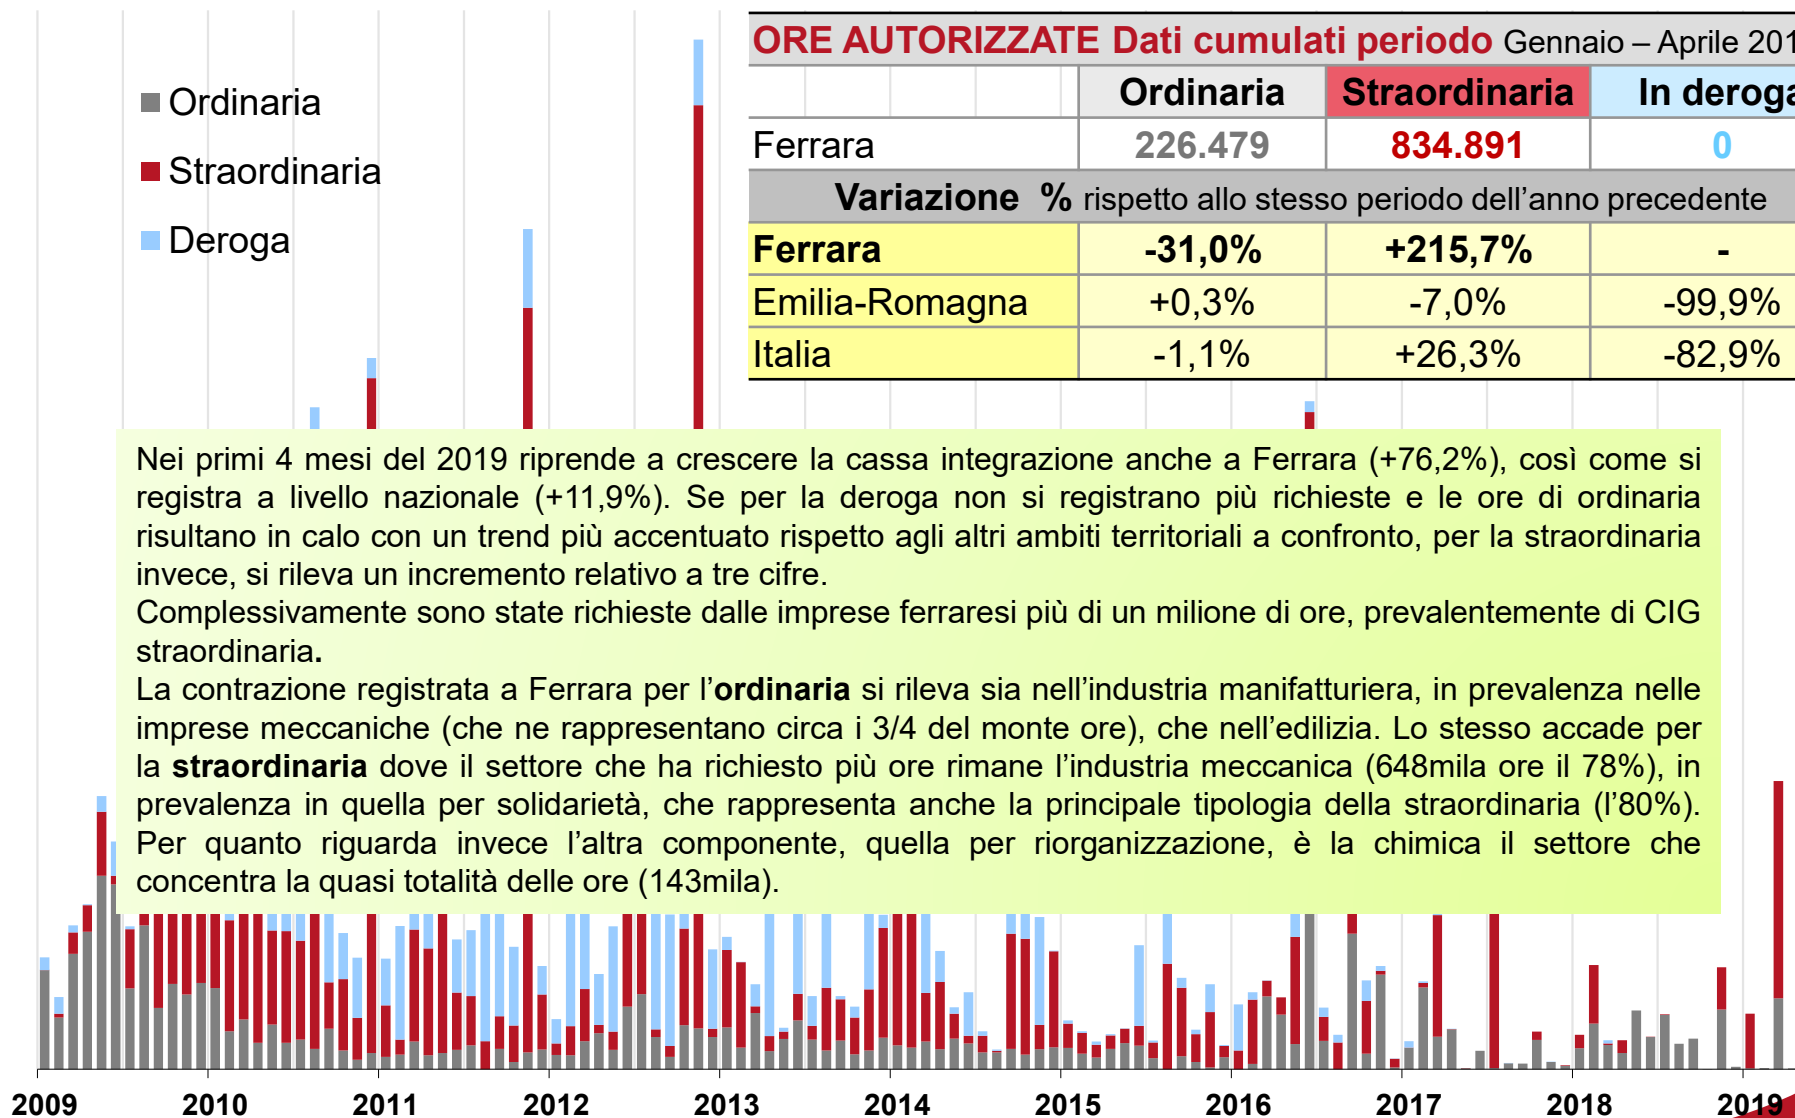 ORE AUTORIZZATE Dati cumulati periodo Gennaio – Aprile 201
Ordinaria Straordinaria In deroga
Ferrara 226.479 834.891 0
Variazione % rispetto allo stesso periodo dell’anno precedente
Ferrara -31,0% +215,7% -
Emilia-Romagna +0,3% -7,0% -99,9%
Italia -1,1% +26,3% -82,9%
Ordinaria
Straordinaria
Deroga
Nei primi 4 mesi del 2019 riprende a crescere la cassa integrazione anche a Ferrara (+76,2%), così come si
registra a livello nazionale (+11,9%). Se per la deroga non si registrano più richieste e le ore di ordinaria
risultano in calo con un trend più accentuato rispetto agli altri ambiti territoriali a confronto, per la straordinaria
invece, si rileva un incremento relativo a tre cifre.
Complessivamente sono state richieste dalle imprese ferraresi più di un milione di ore, prevalentemente di CIG
straordinaria.
La contrazione registrata a Ferrara per l’ordinaria si rileva sia nell’industria manifatturiera, in prevalenza nelle
imprese meccaniche (che ne rappresentano circa i 3/4 del monte ore), che nell’edilizia. Lo stesso accade per
la straordinaria dove il settore che ha richiesto più ore rimane l’industria meccanica (648mila ore il 78%), in
prevalenza in quella per solidarietà, che rappresenta anche la principale tipologia della straordinaria (l’80%).
Per quanto riguarda invece l’altra componente, quella per riorganizzazione, è la chimica il settore che
concentra la quasi totalità delle ore (143mila).
2009 2010 2011 2012 2013 2014 2015 2016 2017 2018 2019